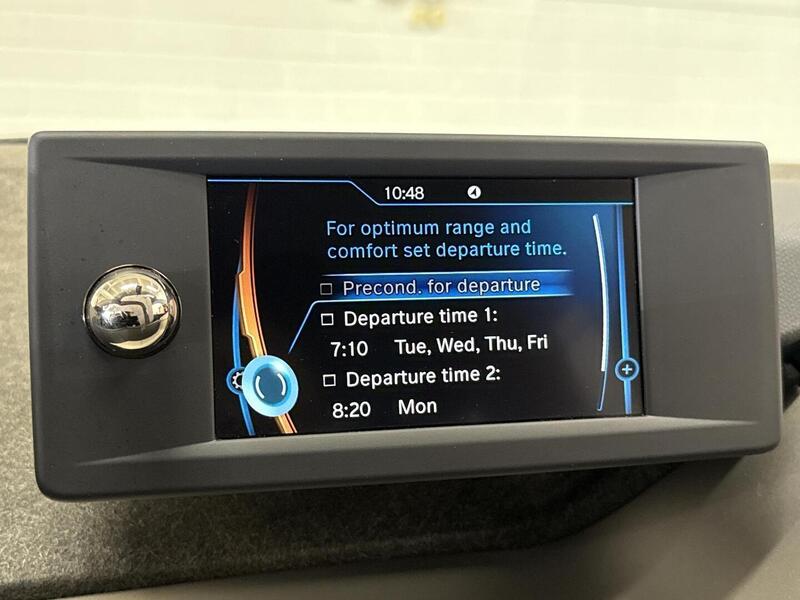 10:48
For optimum range and
comfort set departure time.
Precond. for departure
Departure time 1:
7:10 Tue, Wed, Thu, Fri
Departure time 2:
8:20 Mon